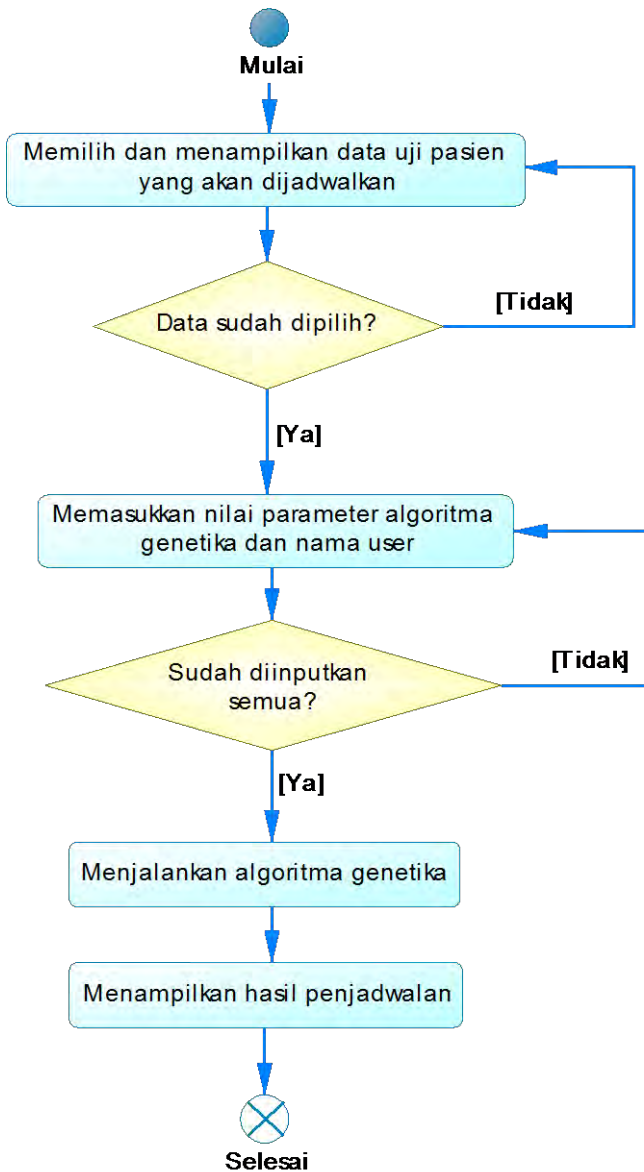 Mulai
Memilih dan menampilkan data uji pasien
yang akan dijadwalkan
Data sudah dipilih?
[Tidak]
[Ya]
Memasukkan nilai parameter algoritma
genetika dan nama user
Sudah diinputkan
semua?
[Tidak]
[Ya]
Menjalankan algoritma genetika
Menampilkan hasil penjadwalan
Selesai